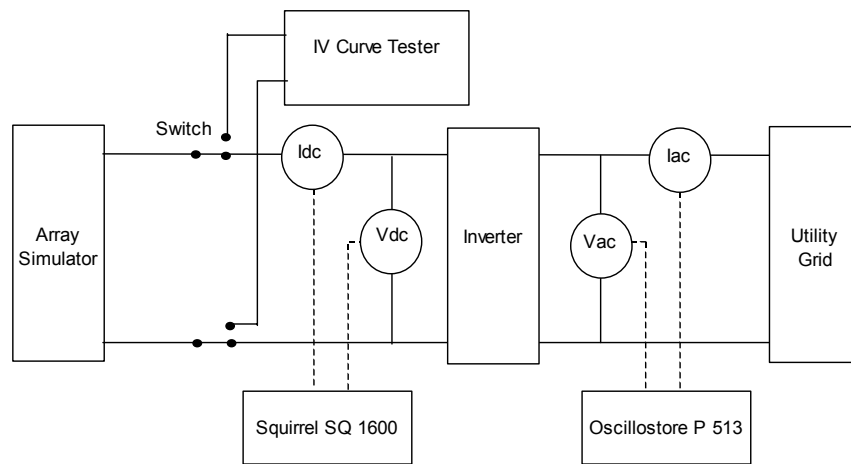 IV Curve Tester
Switch
Idc
Iac
Array
Simulator
Vdc
Inverter
Vac
Utility
Grid
Squirrel SQ 1600
Oscillostore P 513